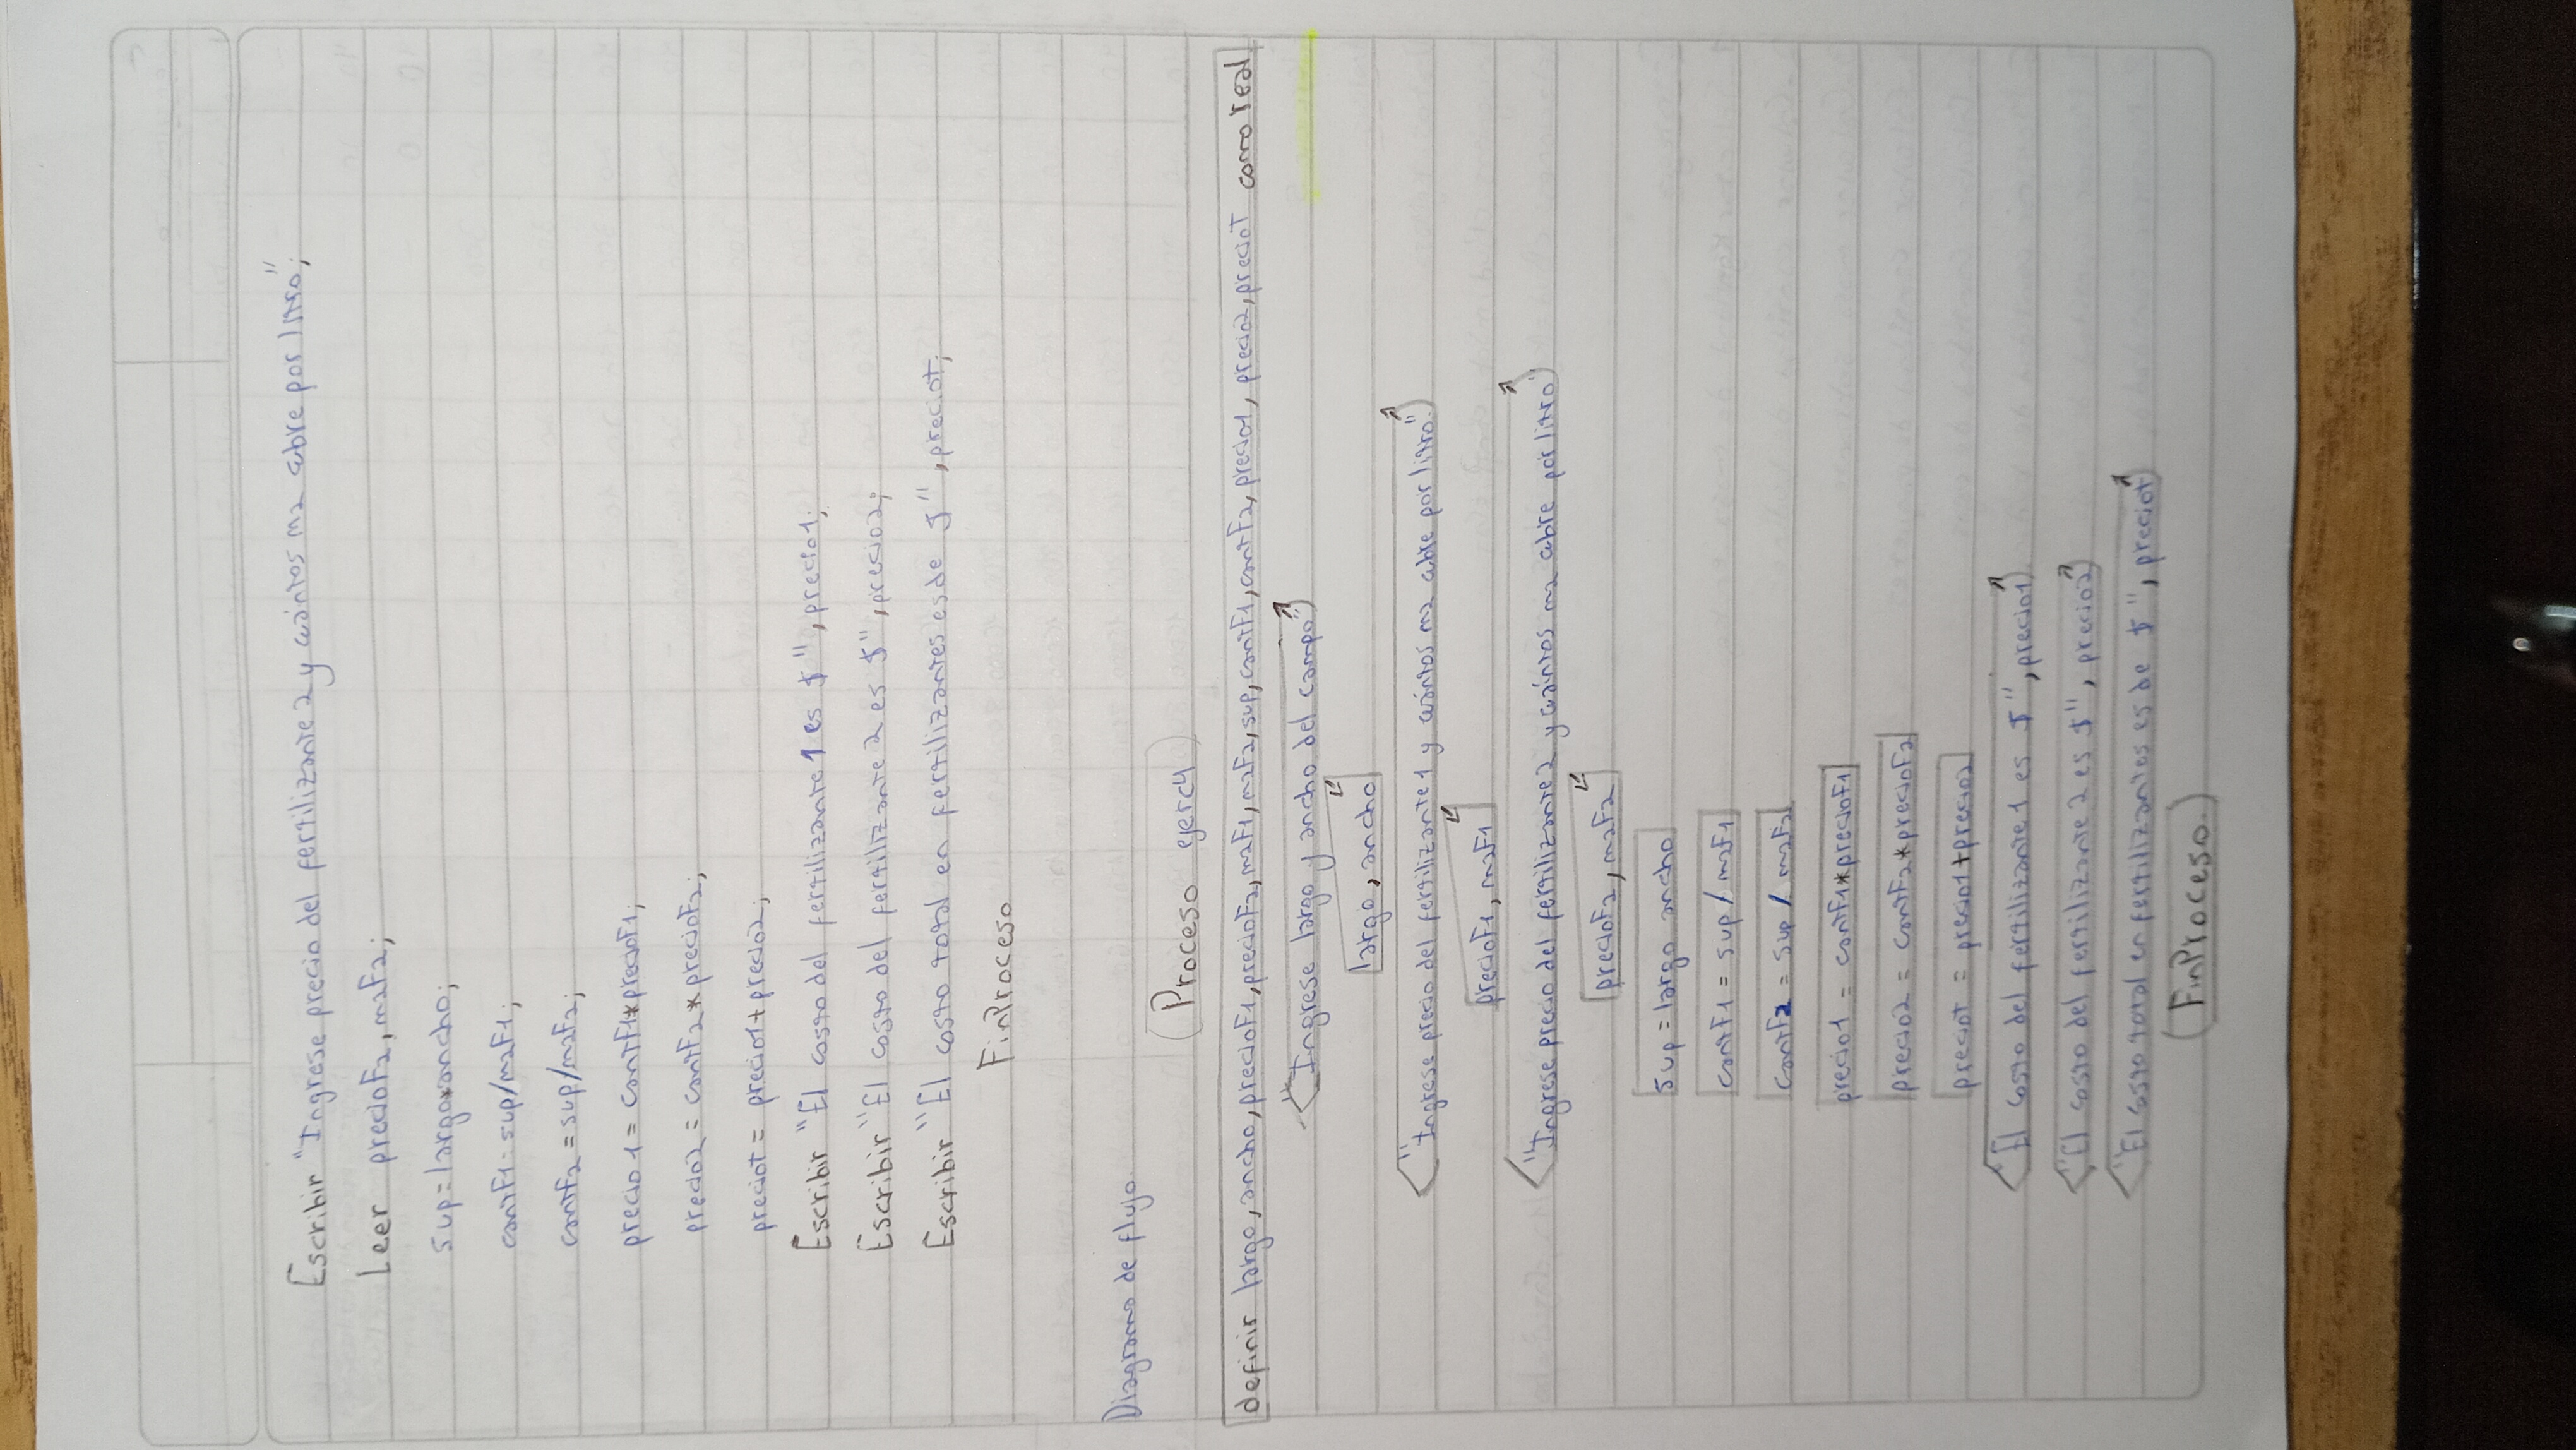 Escribir "Ingrese precio del fertilizante 2 y cuántos m2 cubre por litro";
Leer precioF2, m2F2;
sup=largo*ancho;
cantF1=sup/m2F1;
cantF2=sup/m2F2;
precio1=cantF1*precioF1;
precio2=cantF2*precioF2;
preciot=precio1+precio2;
Escribir "El costo del fertilizante 1 es $", precio1;
Escribir "El costo del fertilizante 2 es $", precio2;
Escribir "El costo total en fertilizantes es de $", preciot;
FinProceso
Diagrama de flujo
Proceso ejerc4
definir largo, ancho, precioF1, precioF2, m2F1, m2F2, sup, cantF1, cantF2, precio1, precio2, preciot como real
"Ingrese largo y ancho del campo"
largo, ancho
"Ingrese precio del fertilizante 1 y cuántos m2 cubre por litro"
precioF1, m2F1
"Ingrese precio del fertilizante 2 y cuántos m2 cubre por litro"
precioF2, m2F2
sup=largo ancho
cantF1 = sup / m2F1
cantF2 = sup / m2F2
precio1 = cantF1*precioF1
precio2 = cantF2*precioF2
preciot = precio1+precio2
"El costo del fertilizante 1 es $", precio1
"El costo del fertilizante 2 es $", precio2
"El costo total en fertilizantes es de $", preciot
FinProceso.